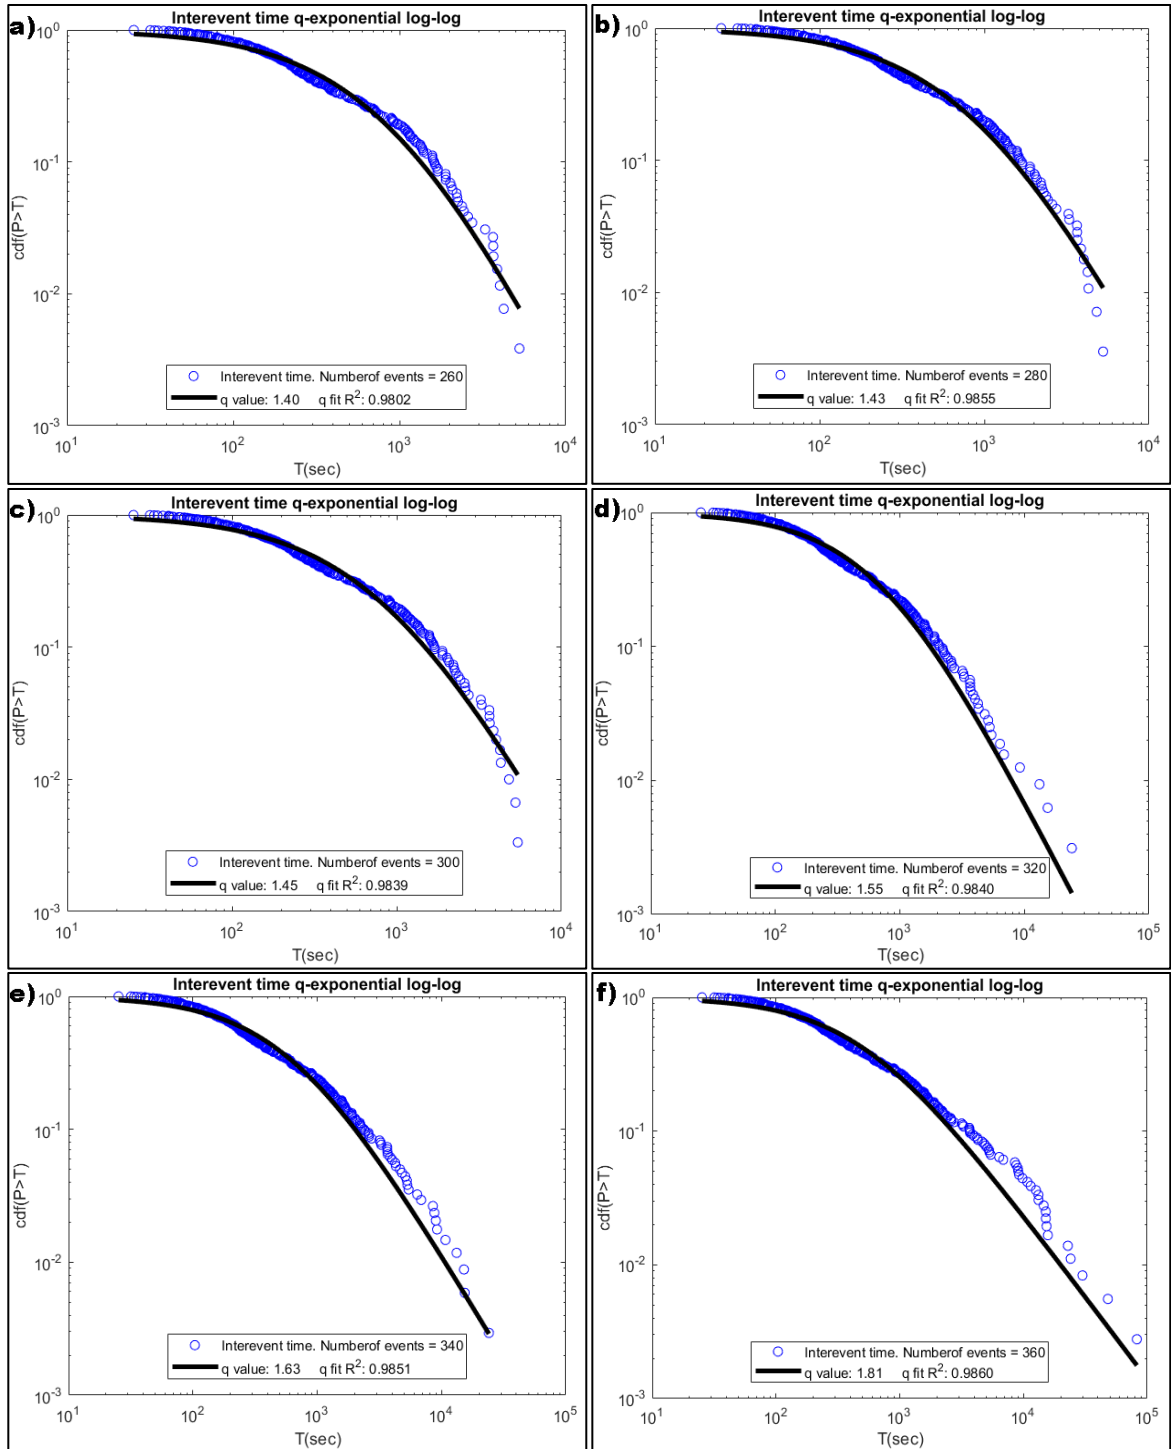 a)
Interevent time q-exponential log-log
10^0
10^-1
10^-2
10^-3
cdf(P>T)
Interevent time. Numberof events = 260
q value: 1.40 q fit R^2: 0.9802
10^1 10^2 10^3 10^4
T(sec)
b)
Interevent time q-exponential log-log
10^0
10^-1
10^-2
10^-3
cdf(P>T)
Interevent time. Numberof events = 280
q value: 1.43 q fit R^2: 0.9855
10^1 10^2 10^3 10^4
T(sec)
c)
Interevent time q-exponential log-log
10^0
10^-1
10^-2
10^-3
cdf(P>T)
Interevent time. Numberof events = 300
q value: 1.45 q fit R^2: 0.9839
10^1 10^2 10^3 10^4
T(sec)
d)
Interevent time q-exponential log-log
10^0
10^-1
10^-2
10^-3
cdf(P>T)
Interevent time. Numberof events = 320
q value: 1.55 q fit R^2: 0.9840
10^1 10^2 10^3 10^4 10^5
T(sec)
e)
Interevent time q-exponential log-log
10^0
10^-1
10^-2
10^-3
cdf(P>T)
Interevent time. Numberof events = 340
q value: 1.63 q fit R^2: 0.9851
10^1 10^2 10^3 10^4 10^5
T(sec)
f)
Interevent time q-exponential log-log
10^0
10^-1
10^-2
10^-3
cdf(P>T)
Interevent time. Numberof events = 360
q value: 1.81 q fit R^2: 0.9860
10^1 10^2 10^3 10^4 10^5
T(sec)